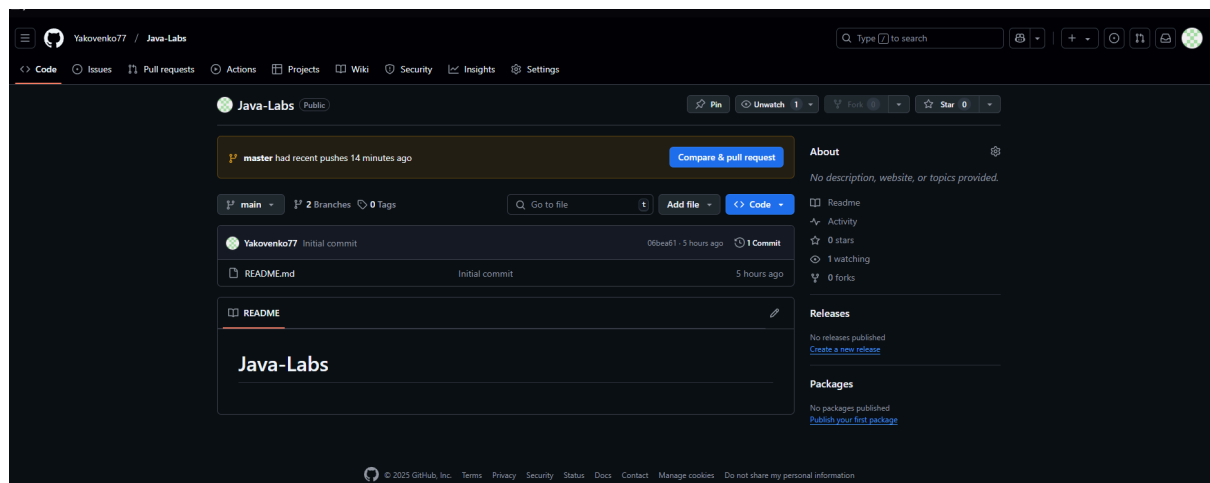 Yakovenko77 / Java-Labs
Type / to search
Code Issues Pull requests Actions Projects Wiki Security Insights Settings
Java-Labs Public
Pin Unwatch 1 Fork 0 Star 0
master had recent pushes 14 minutes ago Compare & pull request
main 2 Branches 0 Tags Go to file t Add file <> Code
Yakovenko77 Initial commit 06bea61 · 5 hours ago 1 Commit
README.md Initial commit 5 hours ago
README
Java-Labs
About
No description, website, or topics provided.
Readme
Activity
0 stars
1 watching
0 forks
Releases
No releases published
Create a new release
Packages
No packages published
Publish your first package
© 2025 GitHub, Inc. Terms Privacy Security Status Docs Contact Manage cookies Do not share my personal information